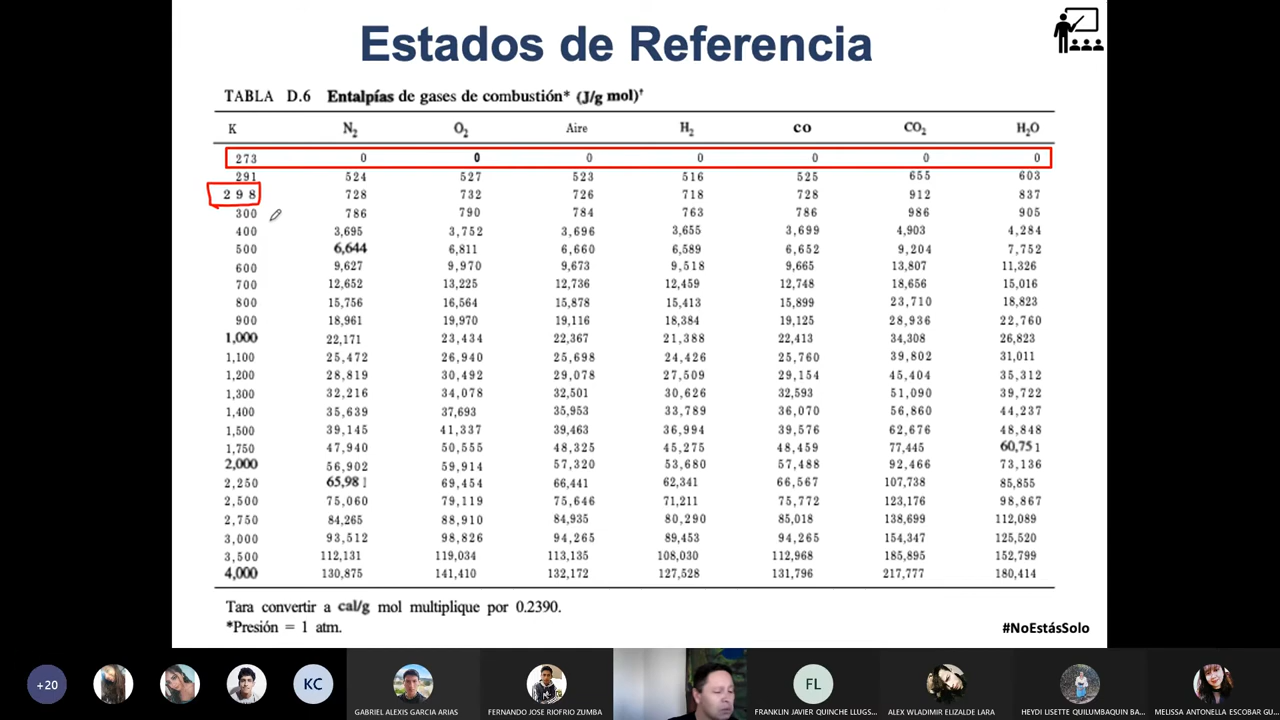 Estados de Referencia
TABLA D.6 Entalpías de gases de combustión* (J/g mol)†
K N2 O2 Aire H2 CO CO2 H2O
273 0 0 0 0 0 0 0
291 524 527 523 516 525 655 603
298 728 732 726 718 728 912 837
300 786 790 784 763 786 986 905
400 3,695 3,752 3,696 3,655 3,699 4,903 4,284
500 6,644 6,811 6,660 6,589 6,652 9,204 7,752
600 9,627 9,970 9,673 9,518 9,665 13,807 11,326
700 12,652 13,225 12,736 12,459 12,748 18,656 15,016
800 15,756 16,564 15,878 15,413 15,899 23,710 18,823
900 18,961 19,970 19,116 18,384 19,125 28,936 22,760
1,000 22,171 23,434 22,367 21,388 22,413 34,308 26,823
1,100 25,472 26,940 25,698 24,426 25,760 39,802 31,011
1,200 28,819 30,492 29,078 27,509 29,154 45,404 35,312
1,300 32,216 34,078 32,501 30,626 32,593 51,090 39,722
1,400 35,639 37,693 35,953 33,789 36,070 56,860 44,237
1,500 39,145 41,337 39,463 36,994 39,576 62,676 48,848
1,750 47,940 50,555 48,325 45,275 48,459 77,445 60,751
2,000 56,902 59,914 57,320 53,680 57,488 92,466 73,136
2,250 65,981 69,454 66,441 62,341 66,567 107,738 85,855
2,500 75,060 79,119 75,646 71,211 75,772 123,176 98,867
2,750 84,265 88,910 84,935 80,290 85,018 138,699 112,089
3,000 93,512 98,826 94,265 89,453 94,265 154,347 125,520
3,500 112,131 119,034 113,135 108,030 112,968 185,895 152,799
4,000 130,875 141,410 132,172 127,528 131,796 217,777 180,414
Tara convertir a cal/g mol multiplique por 0.2390.
*Presión = 1 atm.
#NoEstásSolo
+20
KC
FL
GABRIEL ALEXIS GARCIA ARIAS
FERNANDO JOSE RIOFRIO ZUMBA
FRANKLIN JAVIER QUINCHE LLUGS...
ALEX WLADIMIR ELIZALDE LARA
HEYDI LISETTE QUILUMBAQUIN BA...
MELISSA ANTONELLA ESCOBAR GU...